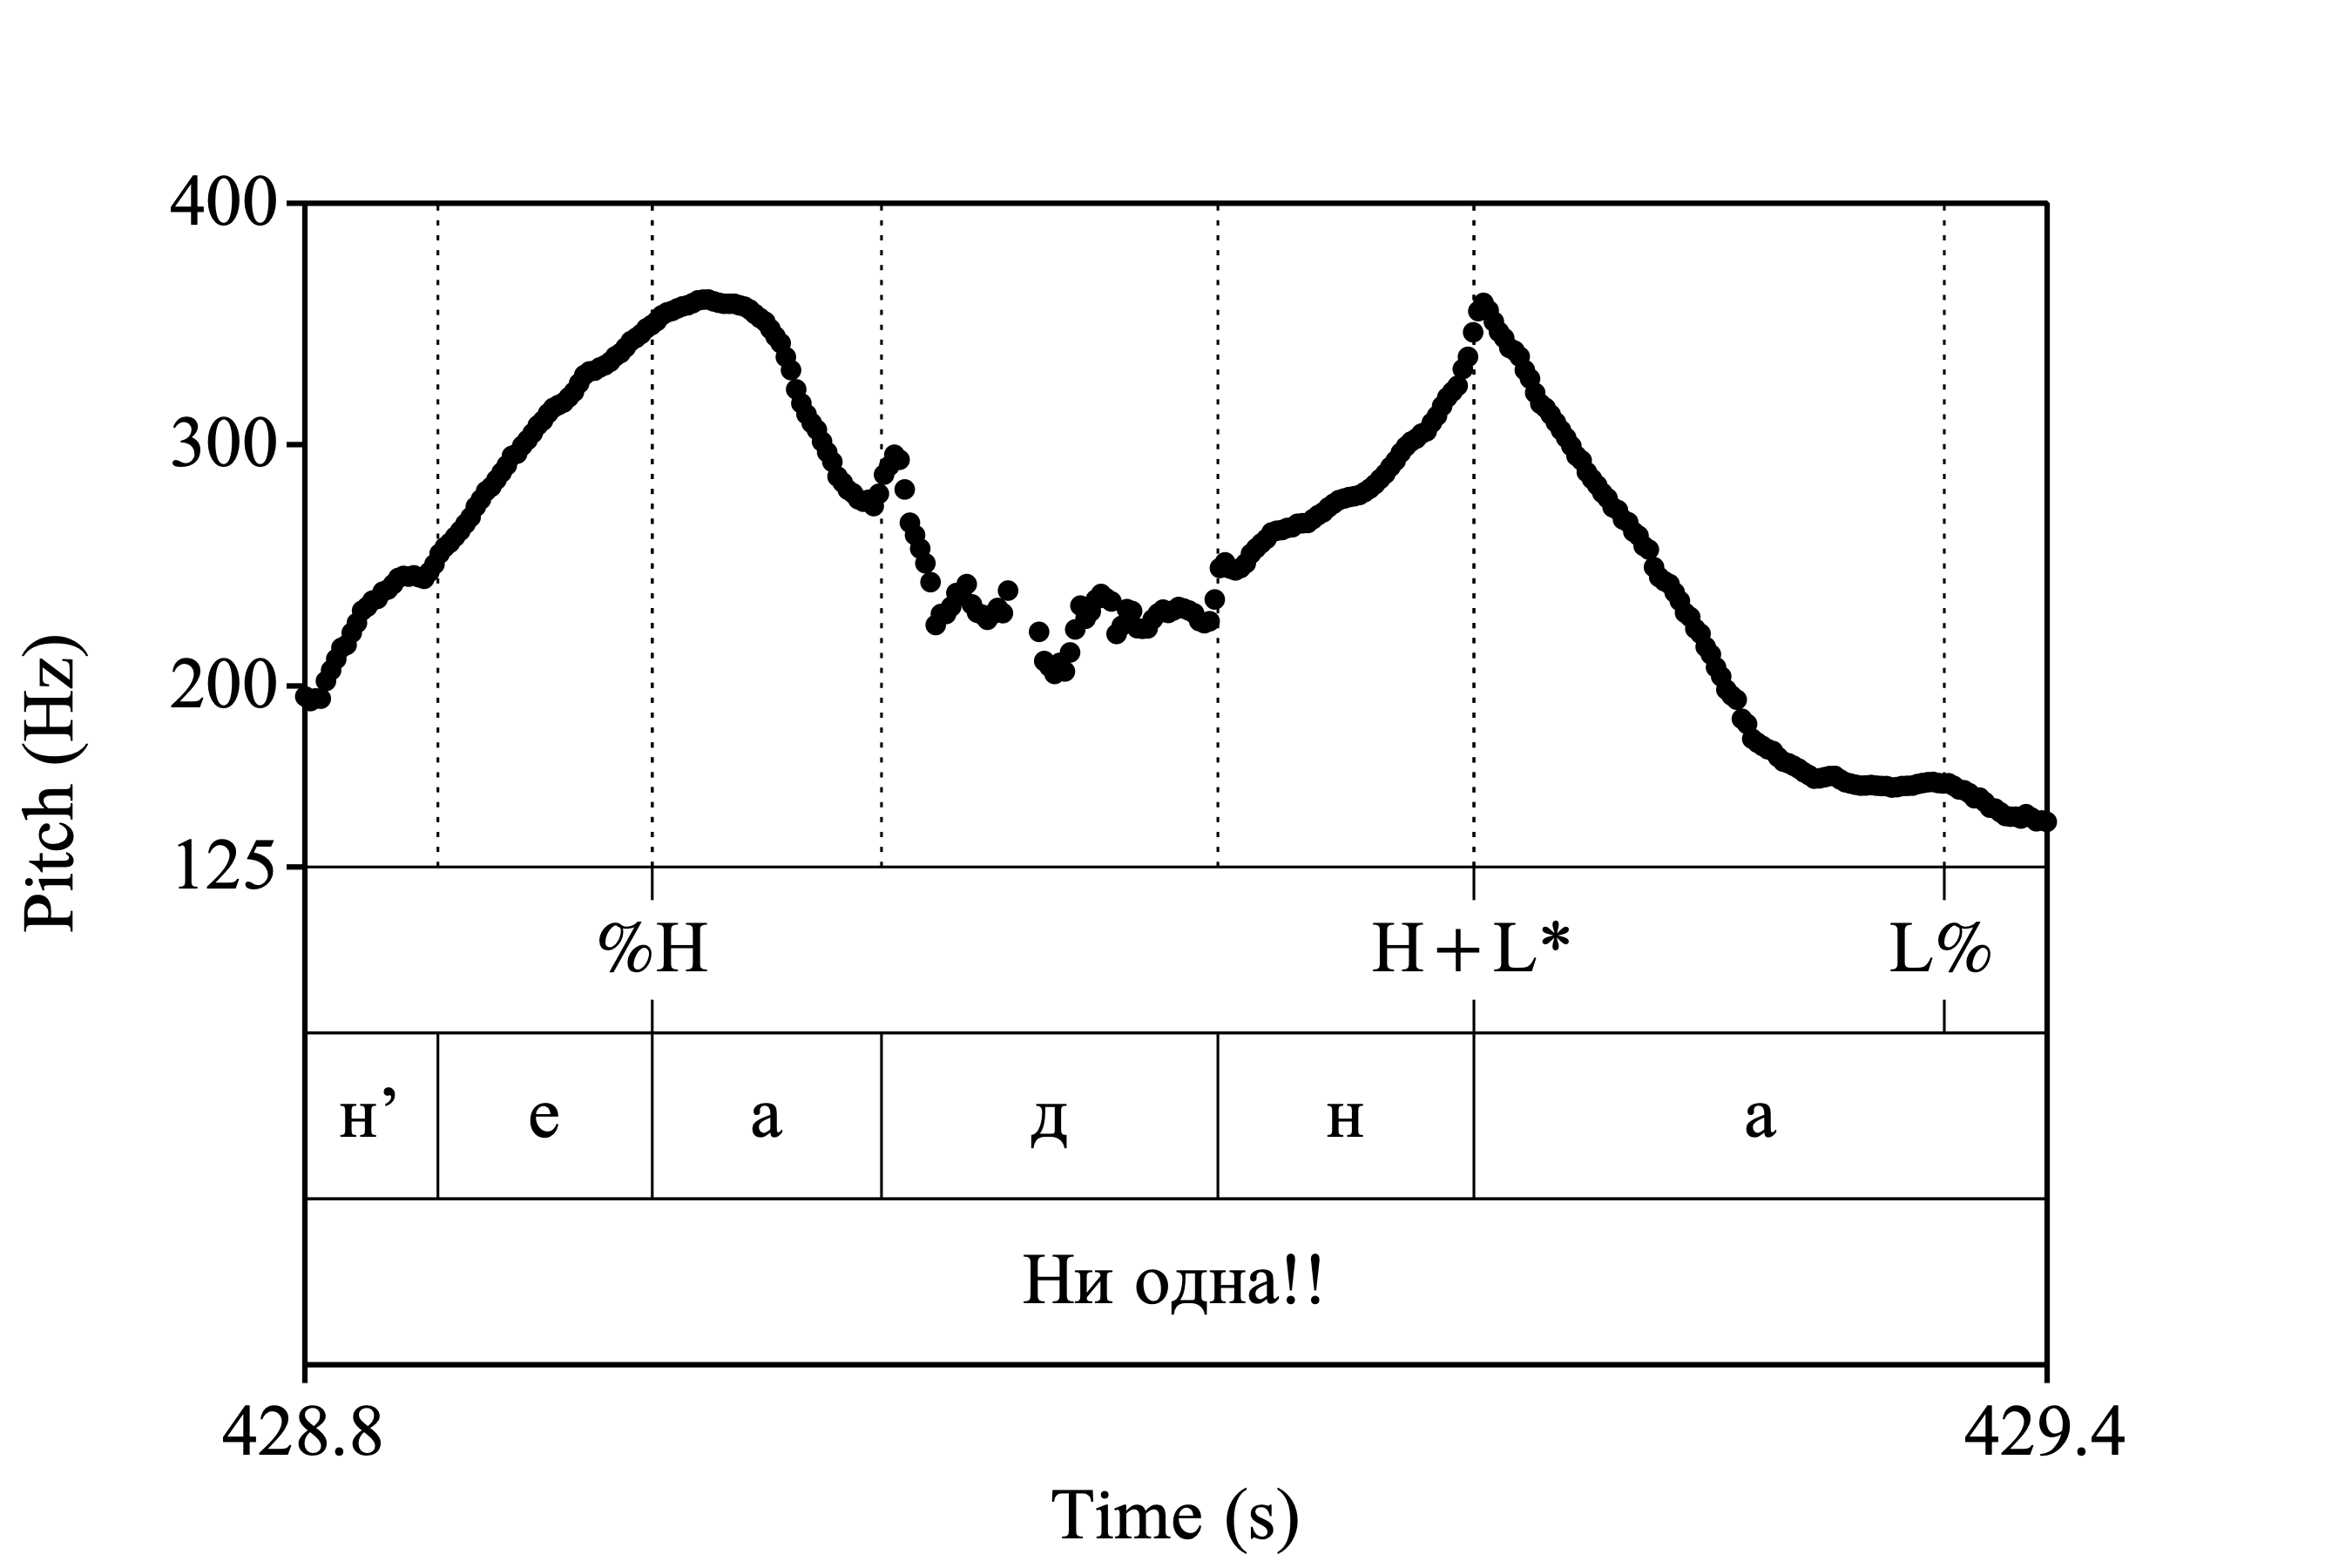 400
300
200
125
Pitch (Hz)
%H H+L* L%
н’ е а д н а
Ни одна!!
428.8 429.4
Time (s)